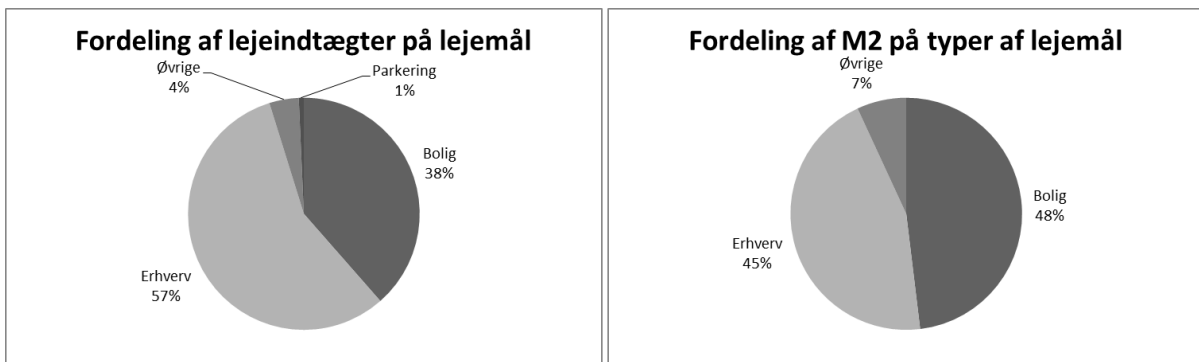 Fordeling af lejeindtægter på lejemål
Øvrige
4%
Parkering
1%
Bolig
38%
Erhverv
57%
Fordeling af M2 på typer af lejemål
Øvrige
7%
Bolig
48%
Erhverv
45%